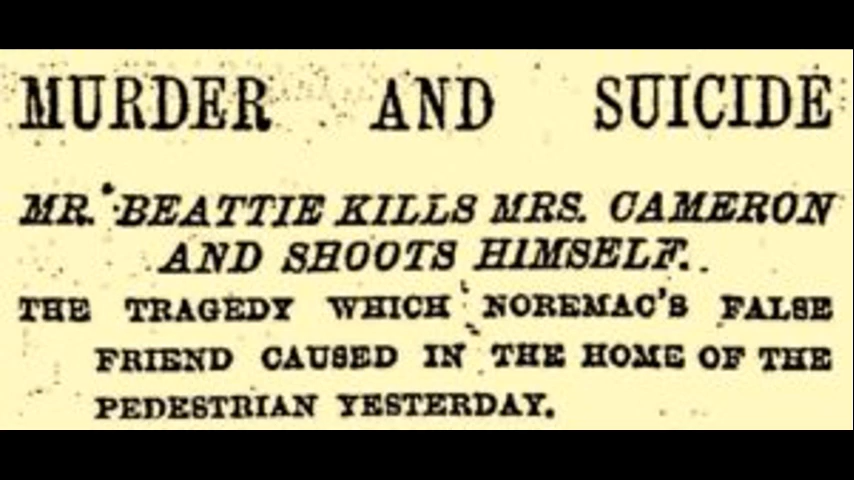 MURDER AND SUICIDE
MR. BEATTIE KILLS MRS. CAMERON
AND SHOOTS HIMSELF.
THE TRAGEDY WHICH NOREMAC'S FALSE
FRIEND CAUSED IN THE HOME OF THE
PEDESTRIAN YESTERDAY.